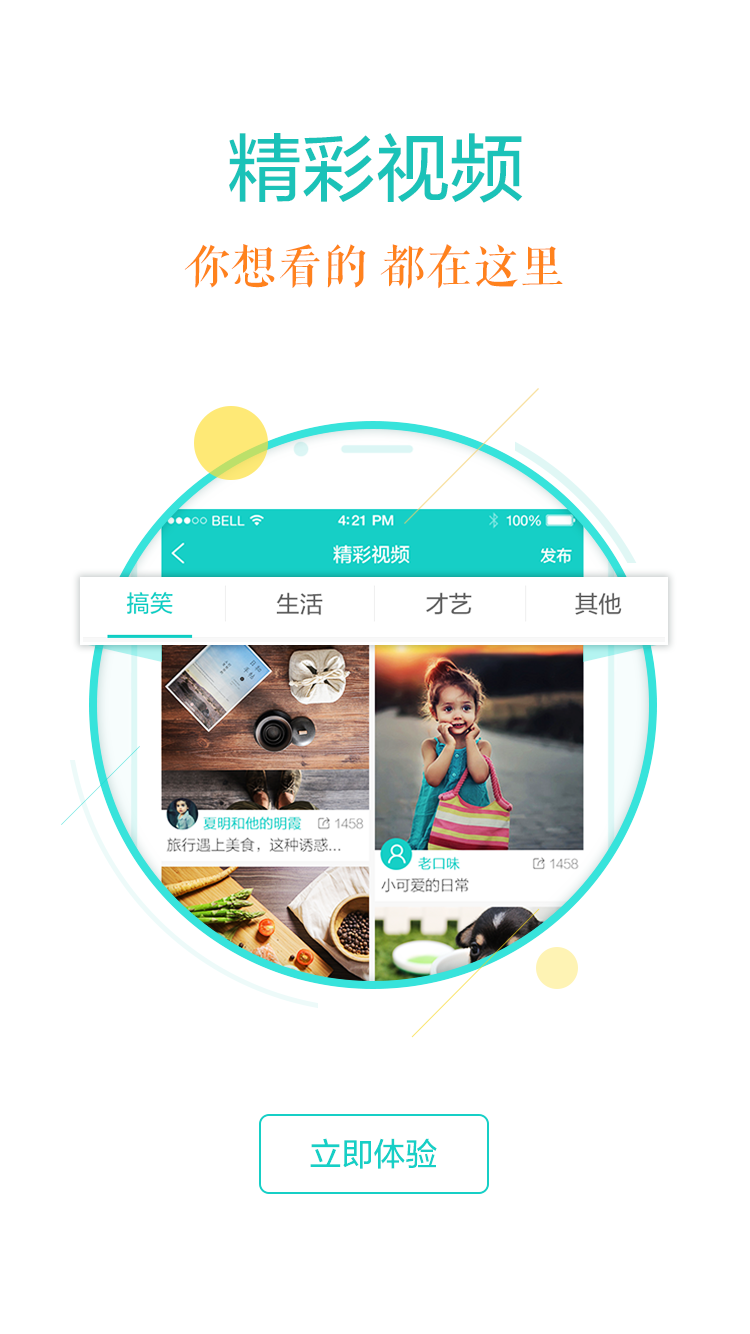 精彩视频
你想看的 都在这里
BELL 4:21 PM 100%
精彩视频 发布
搞笑 生活 才艺 其他
夏明和他的明霞 1458
旅行遇上美食，这种诱惑...
老口味 1458
小可爱的日常
立即体验